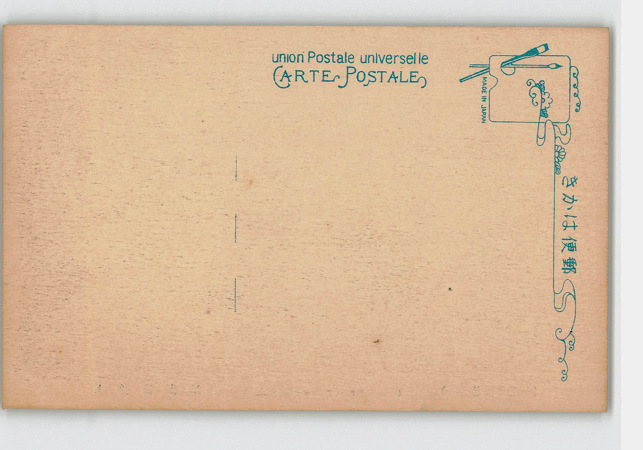 union Postale universelle
CARTE POSTALE
MADE IN JAPAN
郵便はかき